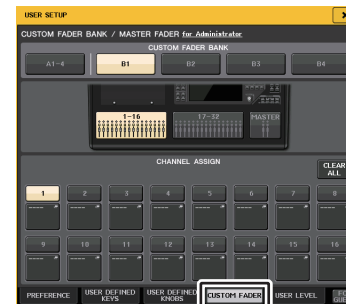 USER SETUP
CUSTOM FADER BANK / MASTER FADER for Administrator
CUSTOM FADER BANK
A1-4 B1 B2 B3 B4
1-16 17-32 MASTER
CHANNEL ASSIGN
CLEAR ALL
1 2 3 4 5 6 7 8
---- ---- ---- ---- ---- ---- ---- ----
9 10 11 12 13 14 15 16
---- ---- ---- ---- ---- ---- ---- ----
PREFERENCE USER DEFINED KEYS USER DEFINED KNOBS CUSTOM FADER USER LEVEL